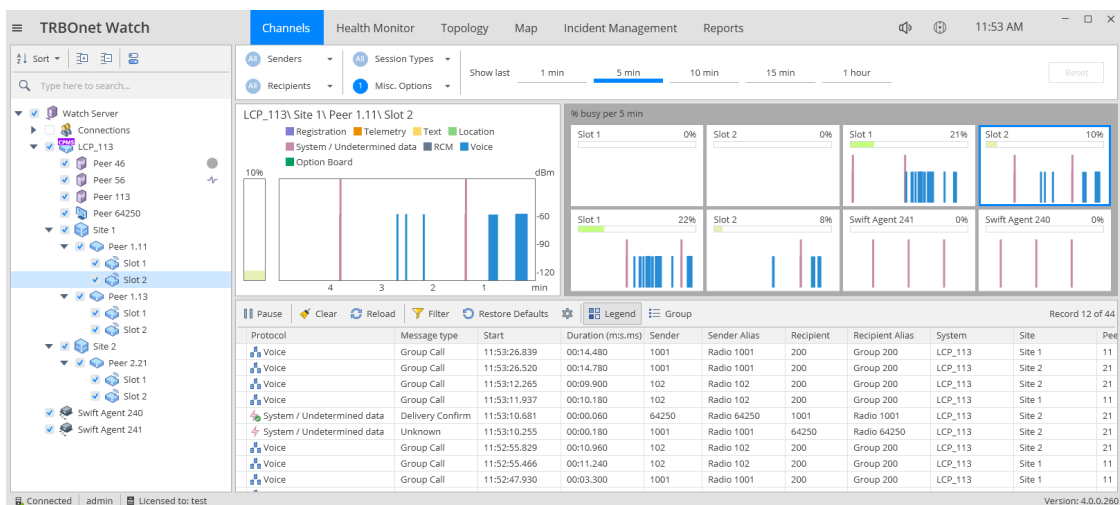 TRBOnet Watch
Channels Health Monitor Topology Map Incident Management Reports 11:53 AM
Sort
Type here to search...
Watch Server
Connections
CPMS LCP_113
Peer 46
Peer 56
Peer 113
Peer 64250
Site 1
Peer 1.11
Slot 1
Slot 2
Peer 1.13
Slot 1
Slot 2
Site 2
Peer 2.21
Slot 1
Slot 2
Swift Agent 240
Swift Agent 241
All Senders All Session Types
All Recipients 1 Misc. Options
Show last 1 min 5 min 10 min 15 min 1 hour Reset
LCP_113\ Site 1\ Peer 1.11\ Slot 2
Registration Telemetry Text Location
System / Undetermined data RCM Voice
Option Board
10% dBm
-60
-90
-120
4 3 2 1 min
% busy per 5 min
Slot 1 0% Slot 2 0% Slot 1 21% Slot 2 10%
Slot 1 22% Slot 2 8% Swift Agent 241 0% Swift Agent 240 0%
Pause Clear Reload Filter Restore Defaults Legend Group Record 12 of 44
Protocol Message type Start Duration (m:s.ms) Sender Sender Alias Recipient Recipient Alias System Site Pee
Voice Group Call 11:53:26.839 00:14.480 1001 Radio 1001 200 Group 200 LCP_113 Site 1 11
Voice Group Call 11:53:26.520 00:14.780 1001 Radio 1001 200 Group 200 LCP_113 Site 2 21
Voice Group Call 11:53:12.265 00:09.900 102 Radio 102 200 Group 200 LCP_113 Site 2 21
Voice Group Call 11:53:11.937 00:10.180 102 Radio 102 200 Group 200 LCP_113 Site 1 11
System / Undetermined data Delivery Confirm 11:53:10.681 00:00.060 64250 Radio 64250 1001 Radio 1001 LCP_113 Site 2 21
System / Undetermined data Unknown 11:53:10.255 00:00.180 1001 Radio 1001 64250 Radio 64250 LCP_113 Site 2 21
Voice Group Call 11:52:55.829 00:10.960 102 Radio 102 200 Group 200 LCP_113 Site 2 21
Voice Group Call 11:52:55.466 00:11.240 102 Radio 102 200 Group 200 LCP_113 Site 1 11
Voice Group Call 11:52:47.930 00:03.300 1001 Radio 1001 200 Group 200 LCP_113 Site 1 11
Connected admin Licensed to: test Version: 4.0.0.260